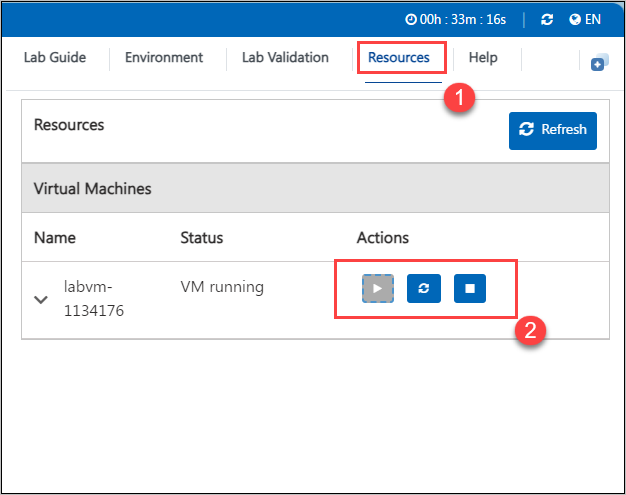 00h : 33m : 16s EN
Lab Guide Environment Lab Validation Resources Help
1
Resources Refresh
Virtual Machines
Name Status Actions
labvm-1134176 VM running
2